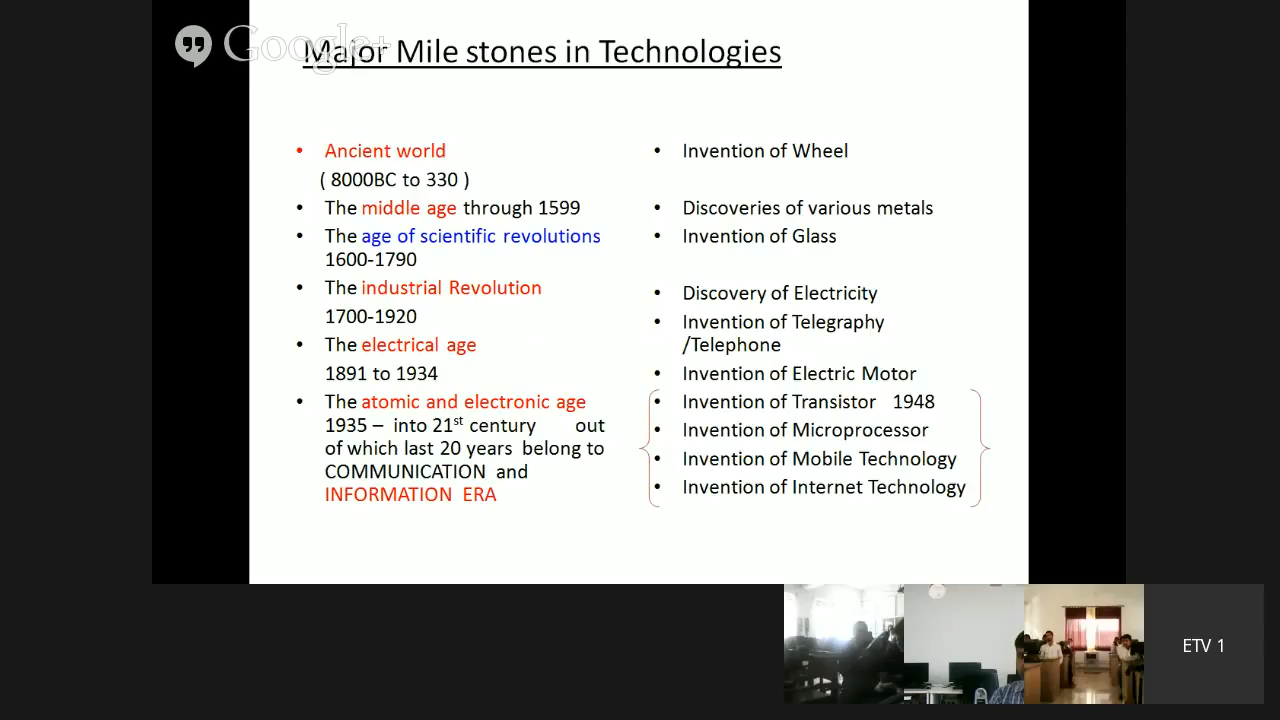 Google+
Major Mile stones in Technologies
• Ancient world
( 8000BC to 330 )
• The middle age through 1599
• The age of scientific revolutions
1600-1790
• The industrial Revolution
1700-1920
• The electrical age
1891 to 1934
• The atomic and electronic age
1935 – into 21st century out
of which last 20 years belong to
COMMUNICATION and
INFORMATION ERA
• Invention of Wheel
• Discoveries of various metals
• Invention of Glass
• Discovery of Electricity
• Invention of Telegraphy
/Telephone
• Invention of Electric Motor
• Invention of Transistor 1948
• Invention of Microprocessor
• Invention of Mobile Technology
• Invention of Internet Technology
ETV 1